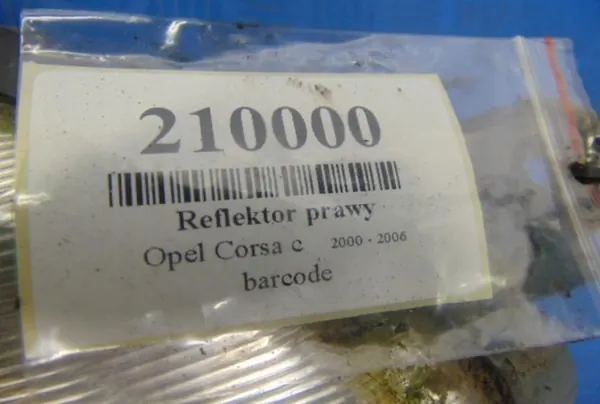 210000
Reflektor prawy
Opel Corsa c 2000 - 2006
barcode